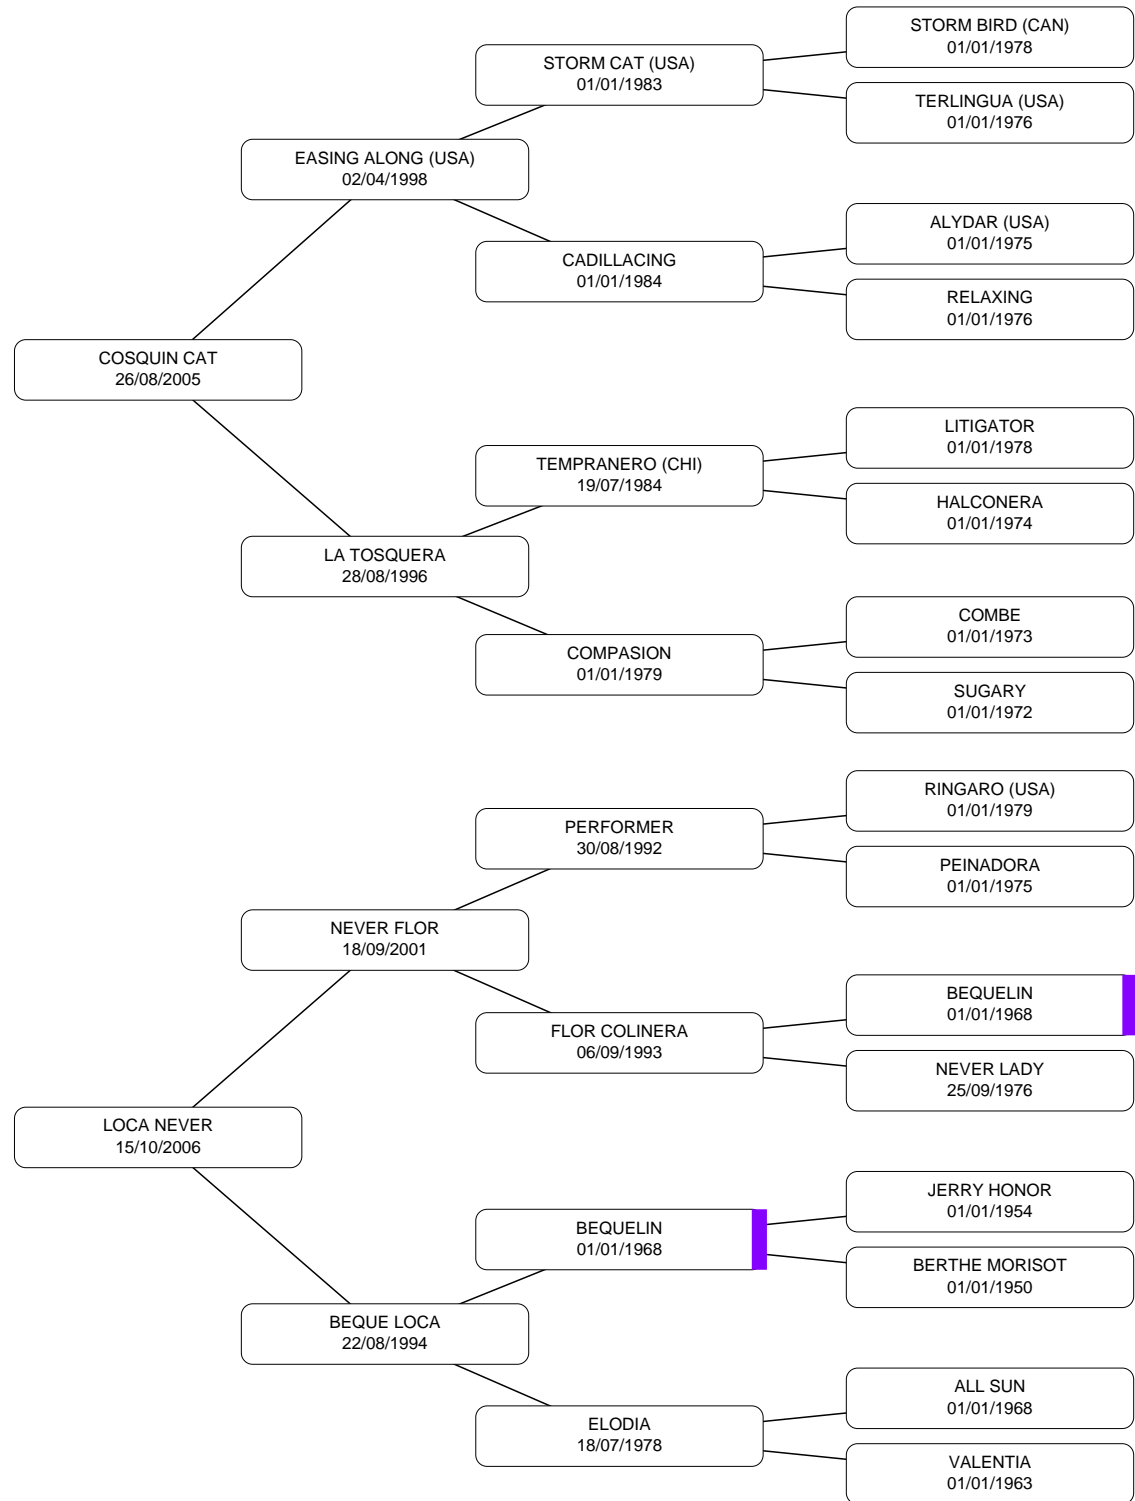 STORM BIRD (CAN)
01/01/1978
STORM CAT (USA)
01/01/1983
TERLINGUA (USA)
01/01/1976
EASING ALONG (USA)
02/04/1998
ALYDAR (USA)
01/01/1975
CADILLACING
01/01/1984
RELAXING
01/01/1976
COSQUIN CAT
26/08/2005
LITIGATOR
01/01/1978
TEMPRANERO (CHI)
19/07/1984
HALCONERA
01/01/1974
LA TOSQUERA
28/08/1996
COMBE
01/01/1973
COMPASION
01/01/1979
SUGARY
01/01/1972
RINGARO (USA)
01/01/1979
PERFORMER
30/08/1992
PEINADORA
01/01/1975
NEVER FLOR
18/09/2001
BEQUELIN
01/01/1968
FLOR COLINERA
06/09/1993
NEVER LADY
25/09/1976
LOCA NEVER
15/10/2006
JERRY HONOR
01/01/1954
BEQUELIN
01/01/1968
BERTHE MORISOT
01/01/1950
BEQUE LOCA
22/08/1994
ALL SUN
01/01/1968
ELODIA
18/07/1978
VALENTIA
01/01/1963